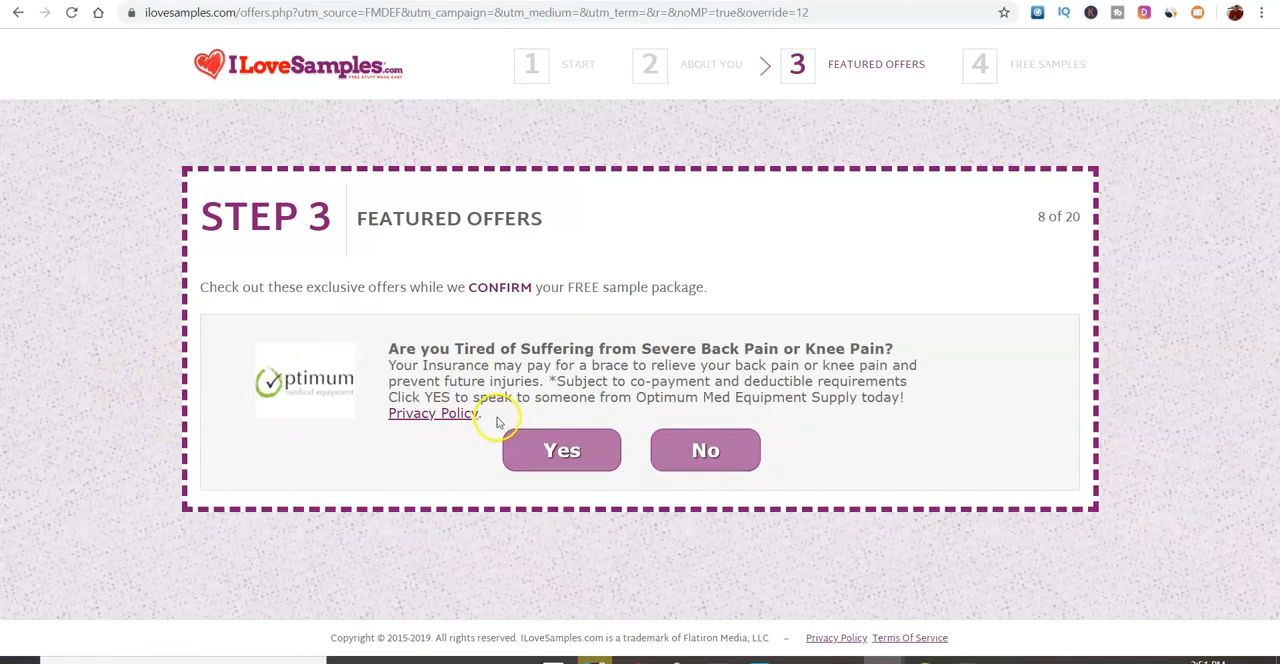 ilovesamples.com/offers.php?utm_source=FMDEF&utm_campaign=&utm_medium=&utm_term=&r=&noMP=true&override=12
ILoveSamples.com
FREE STUFF MADE EASY
1 START 2 ABOUT YOU 3 FEATURED OFFERS 4 FREE SAMPLES
STEP 3 FEATURED OFFERS 8 of 20
Check out these exclusive offers while we CONFIRM your FREE sample package.
Optimum
medical equipment
Are you Tired of Suffering from Severe Back Pain or Knee Pain?
Your Insurance may pay for a brace to relieve your back pain or knee pain and
prevent future injuries. *Subject to co-payment and deductible requirements
Click YES to speak to someone from Optimum Med Equipment Supply today!
Privacy Policy.
Yes No
Copyright © 2015-2019. All rights reserved. ILoveSamples.com is a trademark of Flatiron Media, LLC – Privacy Policy Terms Of Service